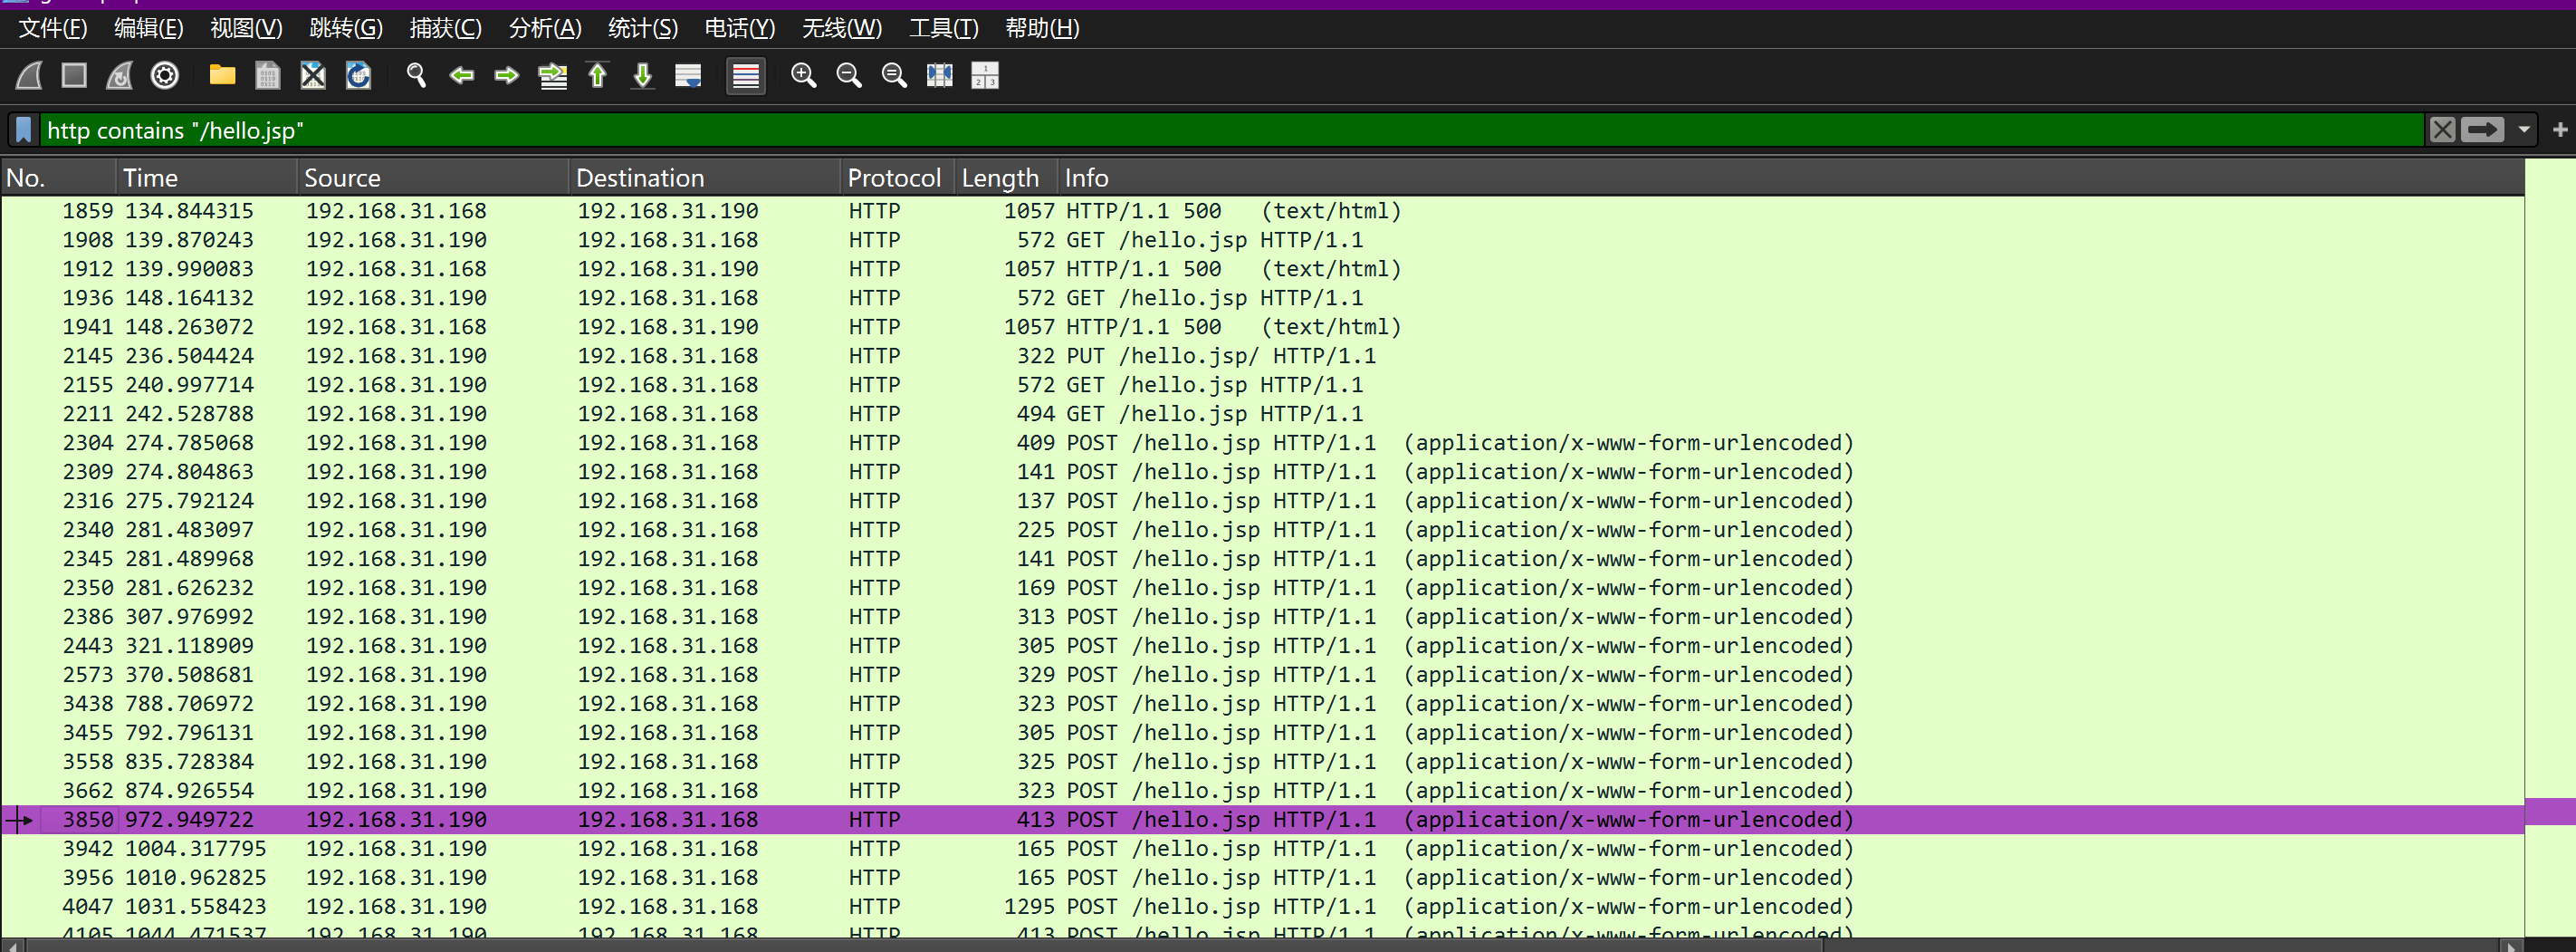 文件(F) 编辑(E) 视图(V) 跳转(G) 捕获(C) 分析(A) 统计(S) 电话(Y) 无线(W) 工具(T) 帮助(H)
http contains "/hello.jsp"
No. Time Source Destination Protocol Length Info
1859 134.844315 192.168.31.168 192.168.31.190 HTTP 1057 HTTP/1.1 500 (text/html)
1908 139.870243 192.168.31.190 192.168.31.168 HTTP 572 GET /hello.jsp HTTP/1.1
1912 139.990083 192.168.31.168 192.168.31.190 HTTP 1057 HTTP/1.1 500 (text/html)
1936 148.164132 192.168.31.190 192.168.31.168 HTTP 572 GET /hello.jsp HTTP/1.1
1941 148.263072 192.168.31.168 192.168.31.190 HTTP 1057 HTTP/1.1 500 (text/html)
2145 236.504424 192.168.31.190 192.168.31.168 HTTP 322 PUT /hello.jsp/ HTTP/1.1
2155 240.997714 192.168.31.190 192.168.31.168 HTTP 572 GET /hello.jsp HTTP/1.1
2211 242.528788 192.168.31.190 192.168.31.168 HTTP 494 GET /hello.jsp HTTP/1.1
2304 274.785068 192.168.31.190 192.168.31.168 HTTP 409 POST /hello.jsp HTTP/1.1 (application/x-www-form-urlencoded)
2309 274.804863 192.168.31.190 192.168.31.168 HTTP 141 POST /hello.jsp HTTP/1.1 (application/x-www-form-urlencoded)
2316 275.792124 192.168.31.190 192.168.31.168 HTTP 137 POST /hello.jsp HTTP/1.1 (application/x-www-form-urlencoded)
2340 281.483097 192.168.31.190 192.168.31.168 HTTP 225 POST /hello.jsp HTTP/1.1 (application/x-www-form-urlencoded)
2345 281.489968 192.168.31.190 192.168.31.168 HTTP 141 POST /hello.jsp HTTP/1.1 (application/x-www-form-urlencoded)
2350 281.626232 192.168.31.190 192.168.31.168 HTTP 169 POST /hello.jsp HTTP/1.1 (application/x-www-form-urlencoded)
2386 307.976992 192.168.31.190 192.168.31.168 HTTP 313 POST /hello.jsp HTTP/1.1 (application/x-www-form-urlencoded)
2443 321.118909 192.168.31.190 192.168.31.168 HTTP 305 POST /hello.jsp HTTP/1.1 (application/x-www-form-urlencoded)
2573 370.508681 192.168.31.190 192.168.31.168 HTTP 329 POST /hello.jsp HTTP/1.1 (application/x-www-form-urlencoded)
3438 788.706972 192.168.31.190 192.168.31.168 HTTP 323 POST /hello.jsp HTTP/1.1 (application/x-www-form-urlencoded)
3455 792.796131 192.168.31.190 192.168.31.168 HTTP 305 POST /hello.jsp HTTP/1.1 (application/x-www-form-urlencoded)
3558 835.728384 192.168.31.190 192.168.31.168 HTTP 325 POST /hello.jsp HTTP/1.1 (application/x-www-form-urlencoded)
3662 874.926554 192.168.31.190 192.168.31.168 HTTP 323 POST /hello.jsp HTTP/1.1 (application/x-www-form-urlencoded)
3850 972.949722 192.168.31.190 192.168.31.168 HTTP 413 POST /hello.jsp HTTP/1.1 (application/x-www-form-urlencoded)
3942 1004.317795 192.168.31.190 192.168.31.168 HTTP 165 POST /hello.jsp HTTP/1.1 (application/x-www-form-urlencoded)
3956 1010.962825 192.168.31.190 192.168.31.168 HTTP 165 POST /hello.jsp HTTP/1.1 (application/x-www-form-urlencoded)
4047 1031.558423 192.168.31.190 192.168.31.168 HTTP 1295 POST /hello.jsp HTTP/1.1 (application/x-www-form-urlencoded)
4105 1044.471537 192.168.31.190 192.168.31.168 HTTP 413 POST /hello.jsp HTTP/1.1 (application/x-www-form-urlencoded)